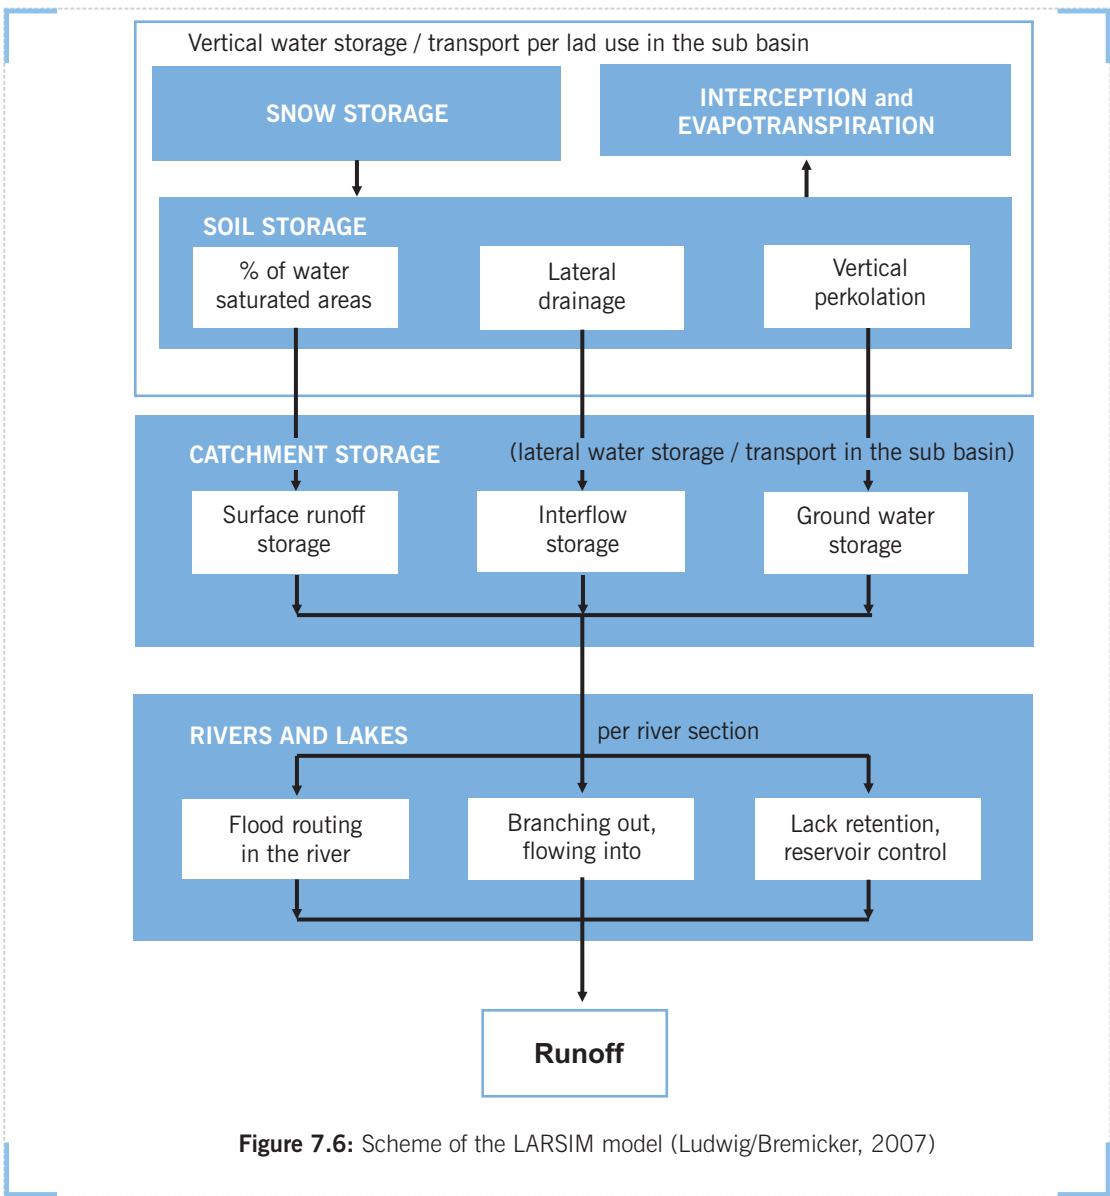 Vertical water storage / transport per lad use in the sub basin
SNOW STORAGE
INTERCEPTION and
EVAPOTRANSPIRATION
SOIL STORAGE
% of water
saturated areas
Lateral
drainage
Vertical
perkolation
CATCHMENT STORAGE
(lateral water storage / transport in the sub basin)
Surface runoff
storage
Interflow
storage
Ground water
storage
RIVERS AND LAKES
per river section
Flood routing
in the river
Branching out,
flowing into
Lack retention,
reservoir control
Runoff
Figure 7.6: Scheme of the LARSIM model (Ludwig/Bremicker, 2007)